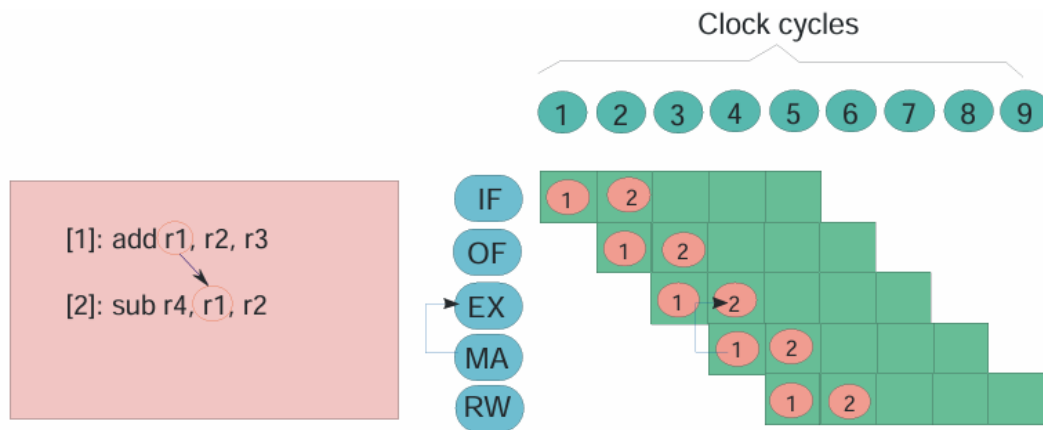 Clock cycles
1 2 3 4 5 6 7 8 9
IF 1 2
[1]: add r1, r2, r3
OF 1 2
[2]: sub r4, r1, r2
EX 1 2
MA 1 2
RW 1 2